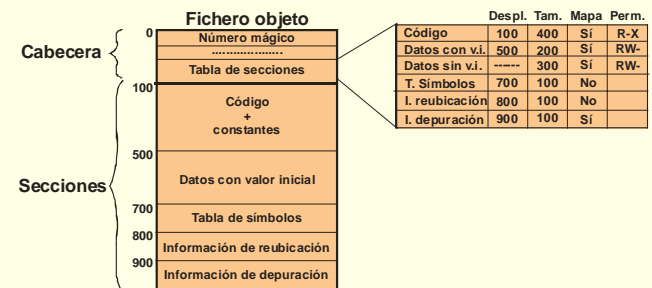 Fichero objeto
Cabecera
0
Número mágico
.....................
Tabla de secciones
Secciones
100
Código
+
constantes
500
Datos con valor inicial
700
Tabla de símbolos
800
Información de reubicación
900
Información de depuración
Despl. Tam. Mapa Perm.
Código 100 400 Sí R-X
Datos con v.i. 500 200 Sí RW-
Datos sin v.i. ------ 300 Sí RW-
T. Símbolos 700 100 No
I. reubicación 800 100 No
I. depuración 900 100 Sí